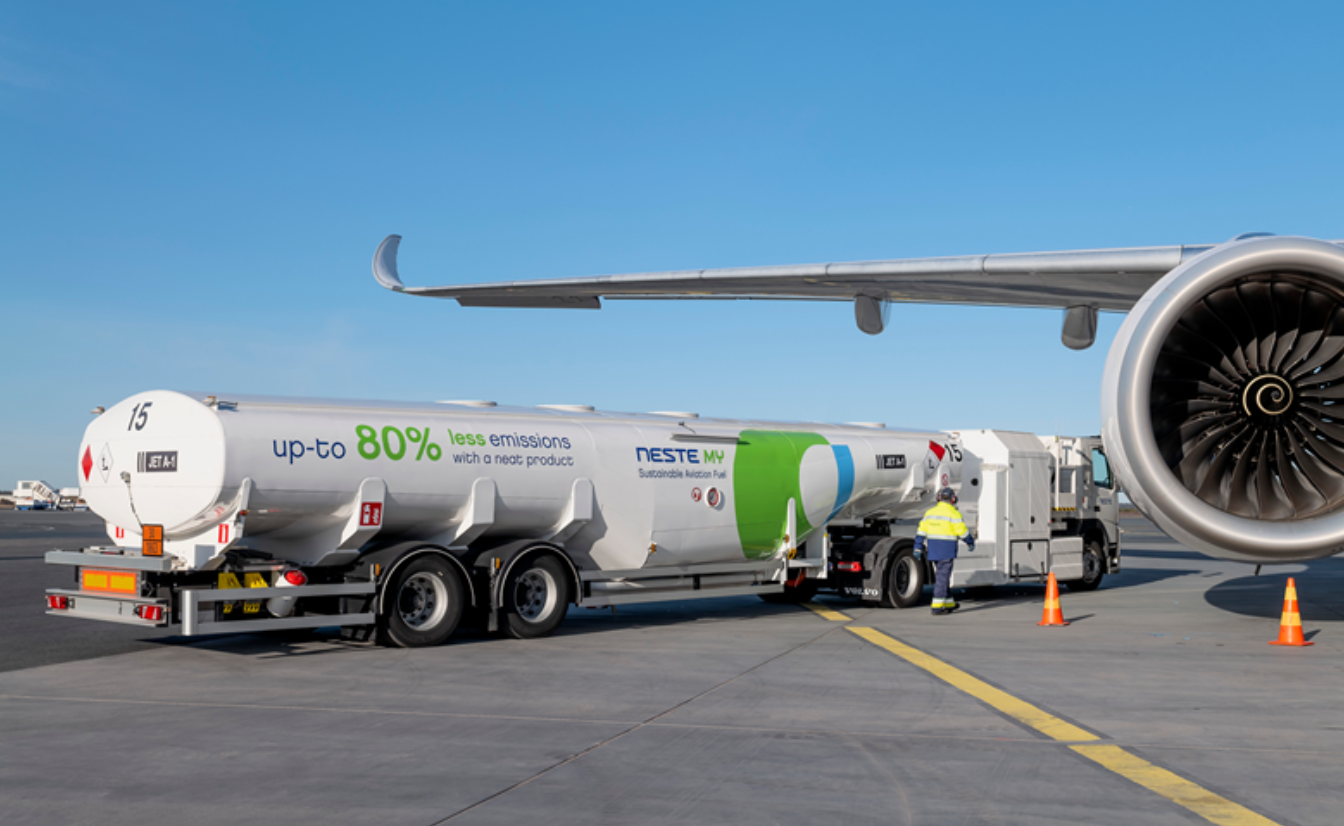 15
JET A-1
up-to 80% less emissions
with a neat product
NESTE MY
Sustainable Aviation Fuel
JET A-1
15
VOLVO